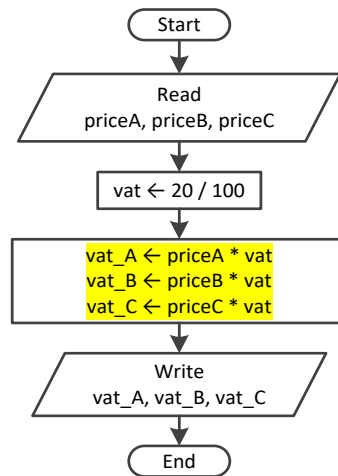 Start
Read
priceA, priceB, priceC
vat ← 20 / 100
vat_A ← priceA * vat
vat_B ← priceB * vat
vat_C ← priceC * vat
Write
vat_A, vat_B, vat_C
End